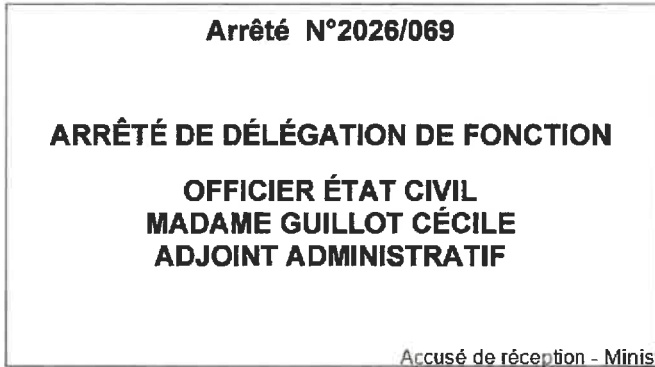 Arrêté N°2026/069
ARRÊTÉ DE DÉLÉGATION DE FONCTION
OFFICIER ÉTAT CIVIL
MADAME GUILLOT CÉCILE
ADJOINT ADMINISTRATIF
Accusé de réception - Minis